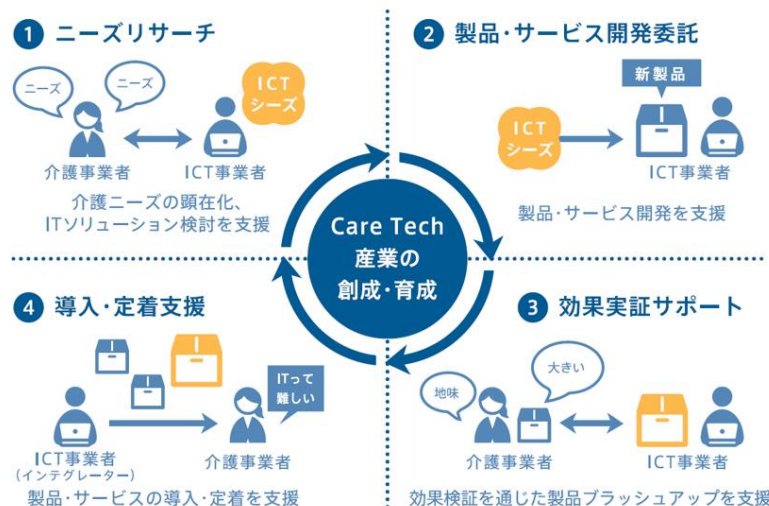 1 ニーズリサーチ
ニーズ
ニーズ
ICT
シーズ
介護事業者
ICT事業者
介護ニーズの顕在化、
ITソリューション検討を支援
2 製品・サービス開発委託
新製品
ICT
シーズ
ICT事業者
製品・サービス開発を支援
Care Tech
産業の
創成・育成
3 効果実証サポート
地味
大きい
介護事業者
ICT事業者
効果検証を通じた製品ブラッシュアップを支援
4 導入・定着支援
ITって
難しい
ICT事業者
(インテグレーター)
介護事業者
製品・サービスの導入・定着を支援